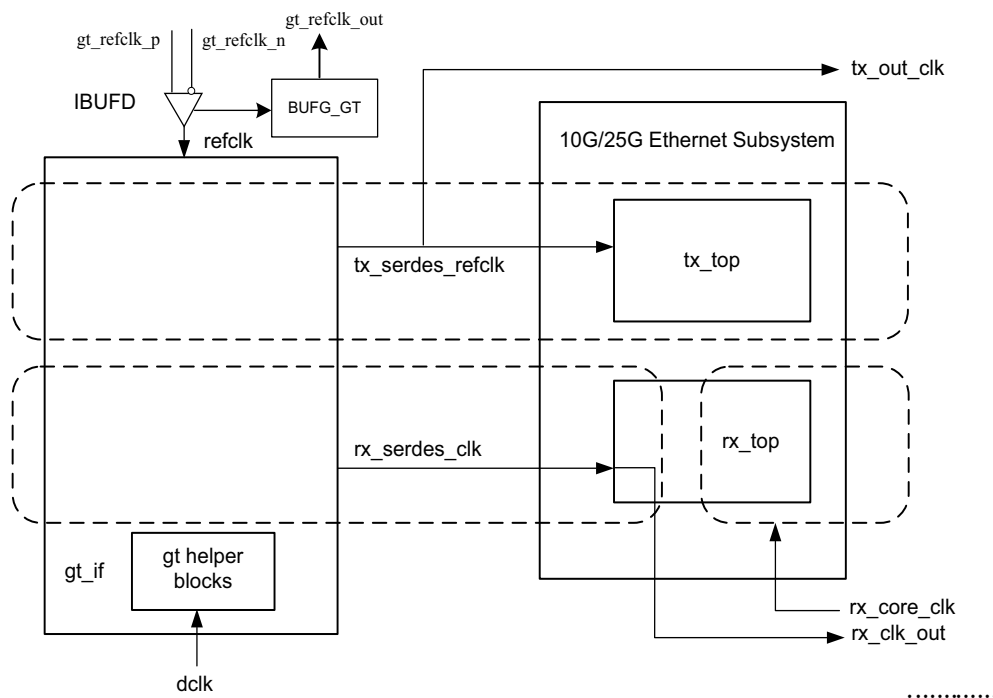 gt_refclk_out
gt_refclk_p
gt_refclk_n
tx_out_clk
IBUFD
BUFG_GT
refclk
10G/25G Ethernet Subsystem
tx_serdes_refclk
tx_top
rx_serdes_clk
rx_top
gt_if
gt helper
blocks
rx_core_clk
rx_clk_out
dclk